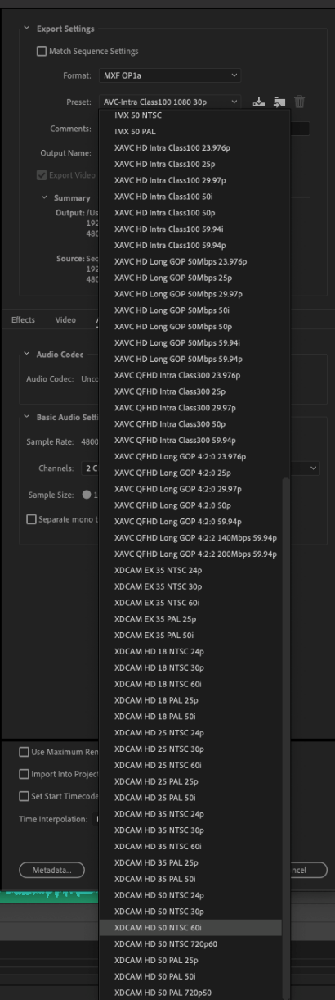 Export Settings
Match Sequence Settings
Format: MXF OP1a
Preset: AVC-Intra Class100 1080 30p
Comments:
Output Name:
Export Video
Summary
Output: /Us
192
480
Source: Sec
192
480
Effects Video
Audio Codec
Audio Codec: Unco
Basic Audio Setti
Sample Rate: 4800
Channels: 2 C
Sample Size: 1
Separate mono t
Use Maximum Ren
Import Into Project
Set Start Timecode
Time Interpolation:
Metadata...
ncel
IMX 50 NTSC
IMX 50 PAL
XAVC HD Intra Class100 23.976p
XAVC HD Intra Class100 25p
XAVC HD Intra Class100 29.97p
XAVC HD Intra Class100 50i
XAVC HD Intra Class100 50p
XAVC HD Intra Class100 59.94i
XAVC HD Intra Class100 59.94p
XAVC HD Long GOP 50Mbps 23.976p
XAVC HD Long GOP 50Mbps 25p
XAVC HD Long GOP 50Mbps 29.97p
XAVC HD Long GOP 50Mbps 50i
XAVC HD Long GOP 50Mbps 50p
XAVC HD Long GOP 50Mbps 59.94i
XAVC HD Long GOP 50Mbps 59.94p
XAVC QFHD Intra Class300 23.976p
XAVC QFHD Intra Class300 25p
XAVC QFHD Intra Class300 29.97p
XAVC QFHD Intra Class300 50p
XAVC QFHD Intra Class300 59.94p
XAVC QFHD Long GOP 4:2:0 23.976p
XAVC QFHD Long GOP 4:2:0 25p
XAVC QFHD Long GOP 4:2:0 29.97p
XAVC QFHD Long GOP 4:2:0 50p
XAVC QFHD Long GOP 4:2:0 59.94p
XAVC QFHD Long GOP 4:2:2 140Mbps 59.94p
XAVC QFHD Long GOP 4:2:2 200Mbps 59.94p
XDCAM EX 35 NTSC 24p
XDCAM EX 35 NTSC 30p
XDCAM EX 35 NTSC 60i
XDCAM EX 35 PAL 25p
XDCAM EX 35 PAL 50i
XDCAM HD 18 NTSC 24p
XDCAM HD 18 NTSC 30p
XDCAM HD 18 NTSC 60i
XDCAM HD 18 PAL 25p
XDCAM HD 18 PAL 50i
XDCAM HD 25 NTSC 24p
XDCAM HD 25 NTSC 30p
XDCAM HD 25 NTSC 60i
XDCAM HD 25 PAL 25p
XDCAM HD 25 PAL 50i
XDCAM HD 35 NTSC 24p
XDCAM HD 35 NTSC 30p
XDCAM HD 35 NTSC 60i
XDCAM HD 35 PAL 25p
XDCAM HD 35 PAL 50i
XDCAM HD 50 NTSC 24p
XDCAM HD 50 NTSC 30p
XDCAM HD 50 NTSC 60i
XDCAM HD 50 NTSC 720p60
XDCAM HD 50 PAL 25p
XDCAM HD 50 PAL 50i
XDCAM HD 50 PAL 720p50